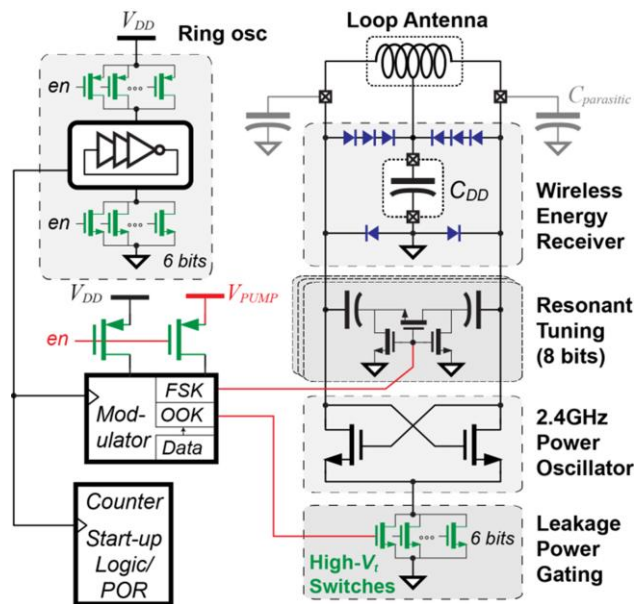 V_DD
Ring osc
en
...
en
...
6 bits
V_DD
V_PUMP
en
Mod-
ulator
FSK
OOK
Data
Counter
Start-up
Logic/
POR
Loop Antenna
C_parasitic
C_DD
Wireless
Energy
Receiver
Resonant
Tuning
(8 bits)
2.4GHz
Power
Oscillator
...
6 bits
High-V_t
Switches
Leakage
Power
Gating